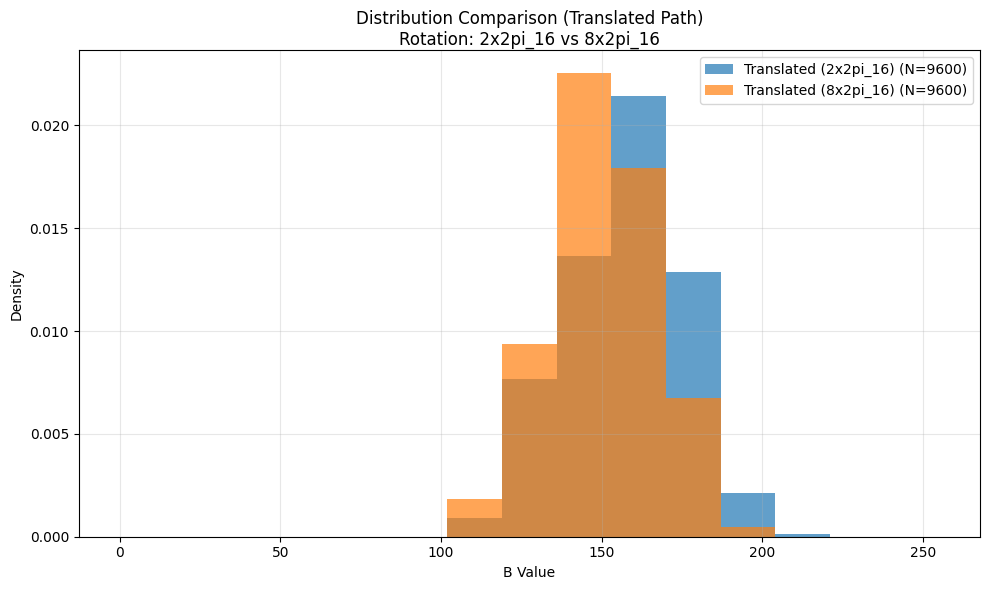 Distribution Comparison (Translated Path)
Rotation: 2x2pi_16 vs 8x2pi_16
Translated (2x2pi_16) (N=9600)
Translated (8x2pi_16) (N=9600)
Density
0.020
0.015
0.010
0.005
0.000
0 50 100 150 200 250
B Value